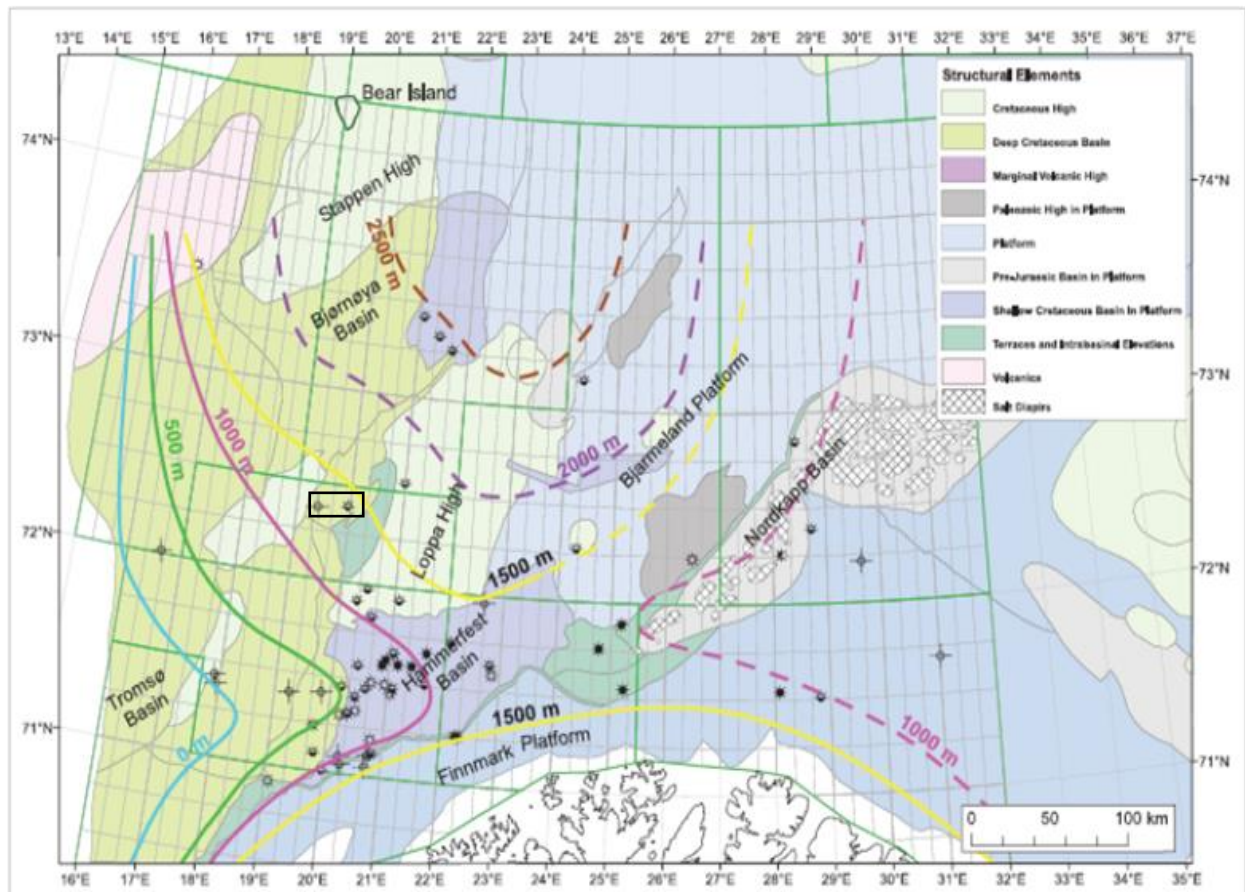 13°E 14°E 15°E 16°E 17°E 18°E 19°E 20°E 21°E 22°E 23°E 24°E 25°E 26°E 27°E 28°E 29°E 30°E 31°E 32°E 33°E 34°E 35°E 36°E 37°E
Structural Elements
Cretaceous High
Deep Cretaceous Basin
Marginal Volcanic High
Paleozoic High in Platform
Platform
Pre-Jurassic Basin in Platform
Shallow Cretaceous Basin In Platform
Terraces and Intrabasinal Elevations
Volcanics
Salt Diapirs
Bear Island
74°N
74°N
Stappen High
2500 m
Bjørnøya
Basin
73°N
73°N
Bjarmeland Platform
1000 m
500 m
2000 m
Nordkapp Basin
Loppa High
72°N
72°N
1500 m
Hammerfest
Basin
Tromsø
Basin
0 m
1500 m
Finnmark Platform
1000 m
71°N
71°N
0 50 100 km
16°E 17°E 18°E 19°E 20°E 21°E 22°E 23°E 24°E 25°E 26°E 27°E 28°E 29°E 30°E 31°E